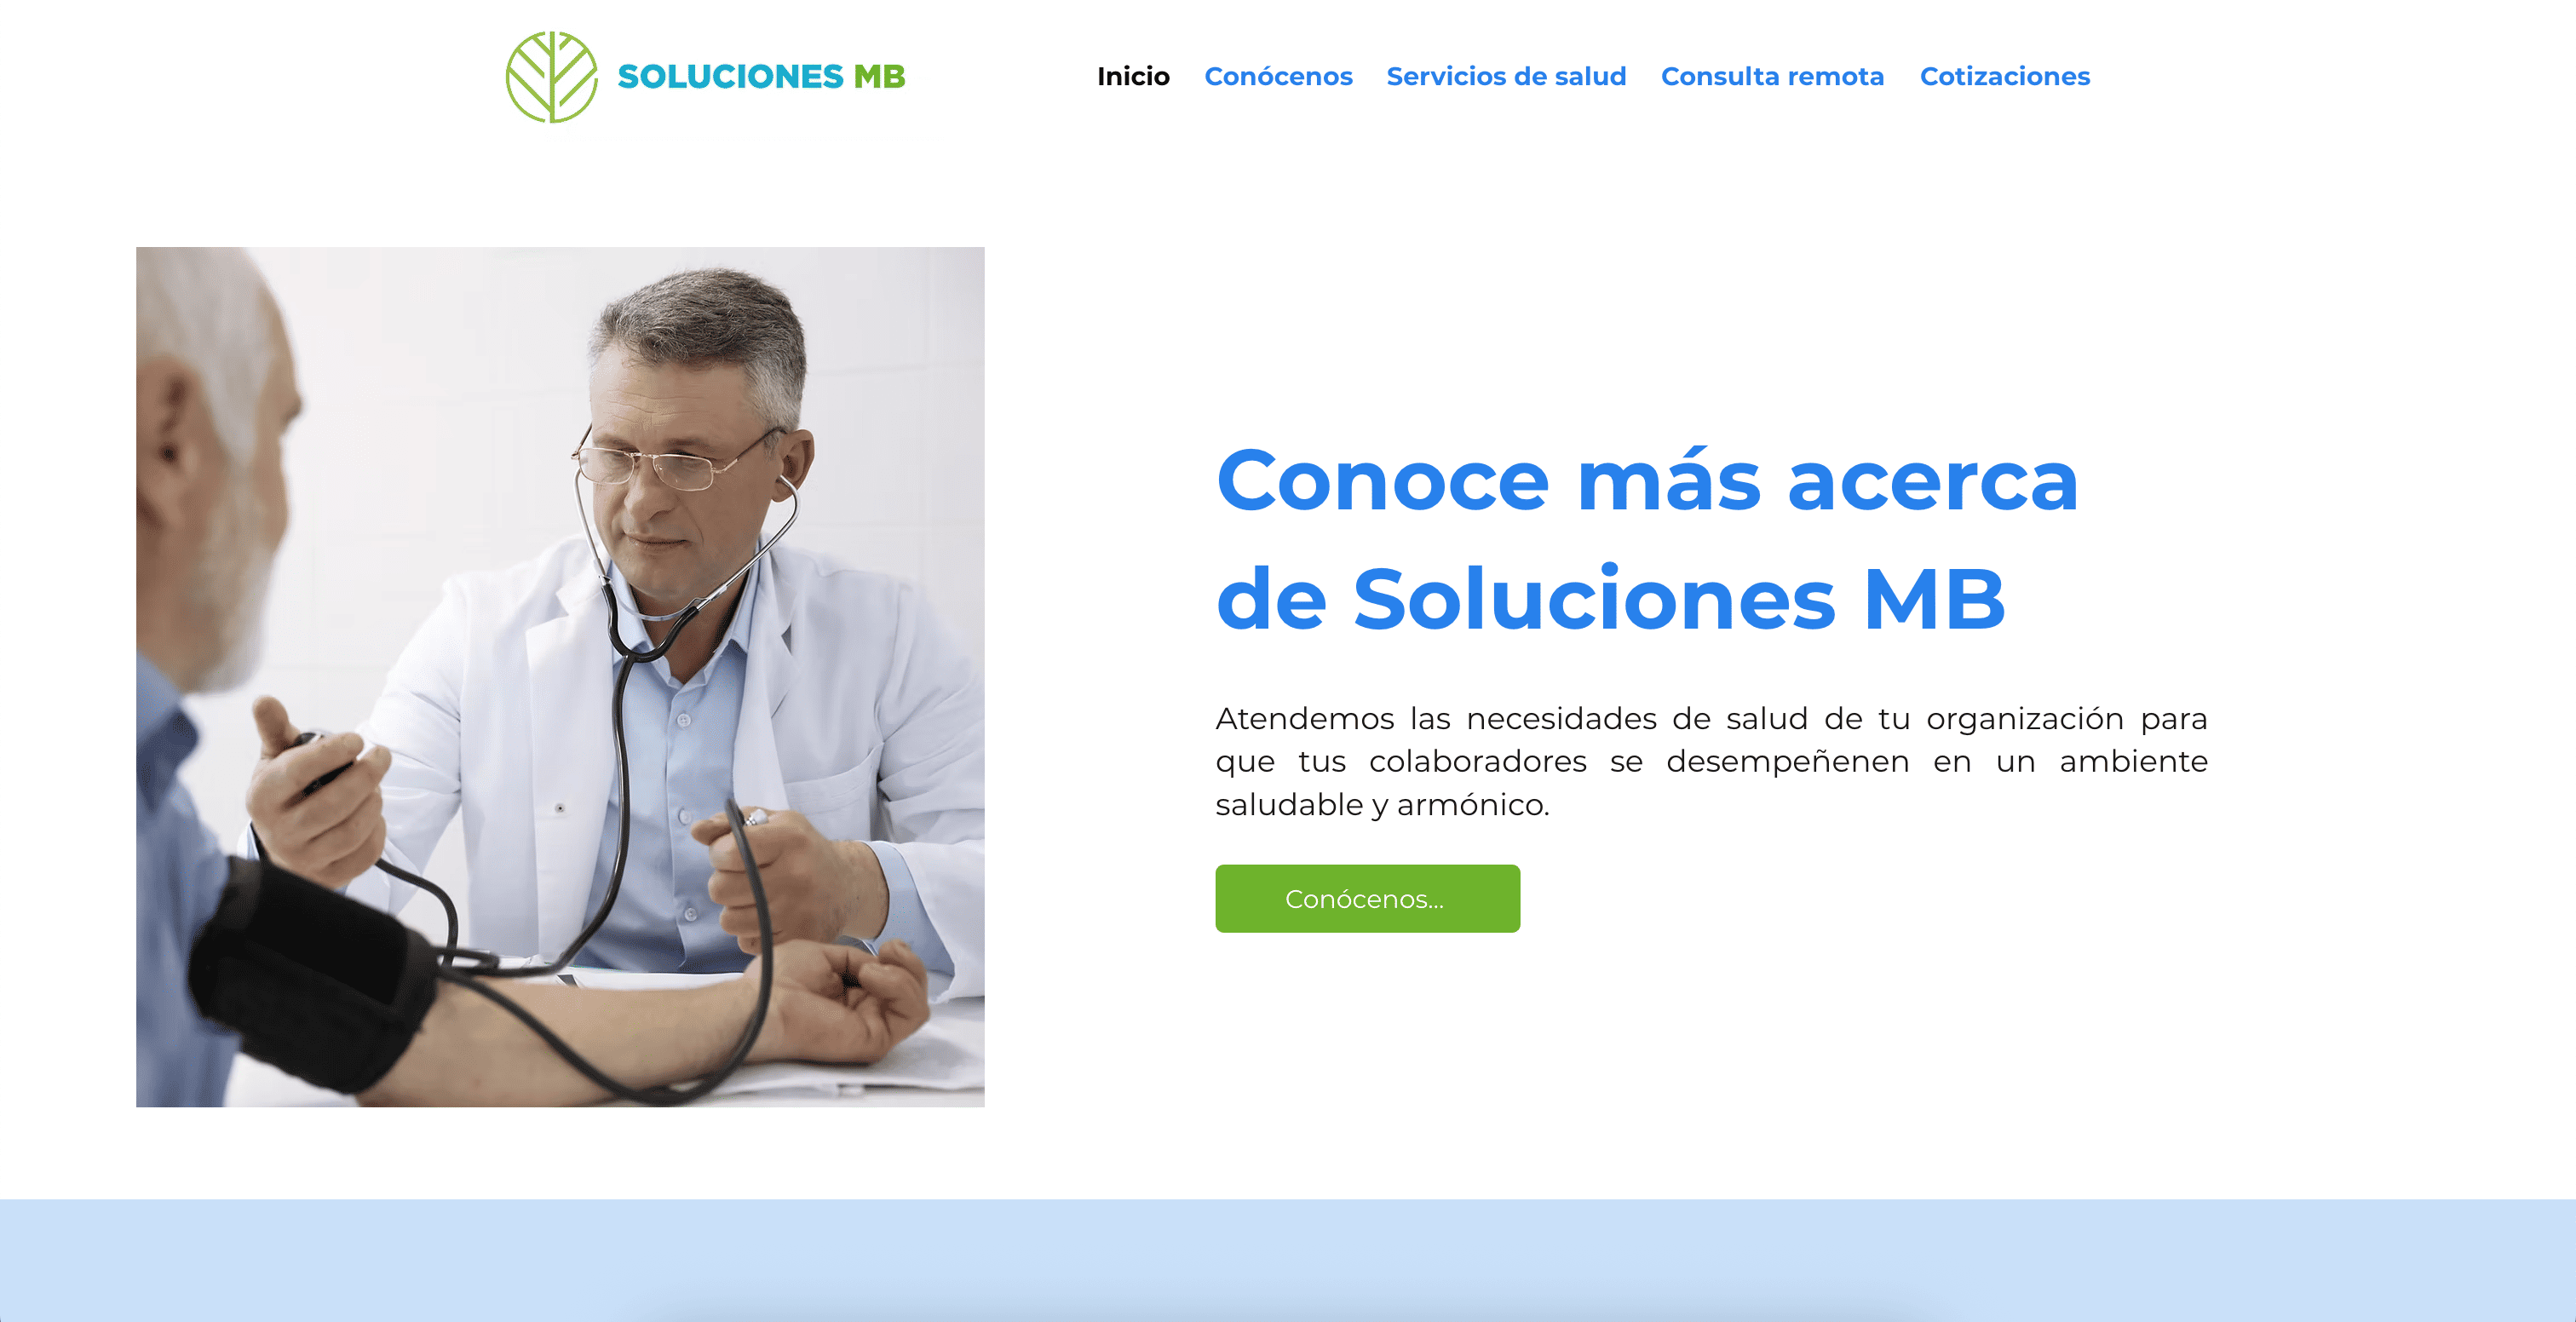 SOLUCIONES MB
Inicio Conócenos Servicios de salud Consulta remota Cotizaciones
Conoce más acerca
de Soluciones MB
Atendemos las necesidades de salud de tu organización para
que tus colaboradores se desempeñenen en un ambiente
saludable y armónico.
Conócenos...